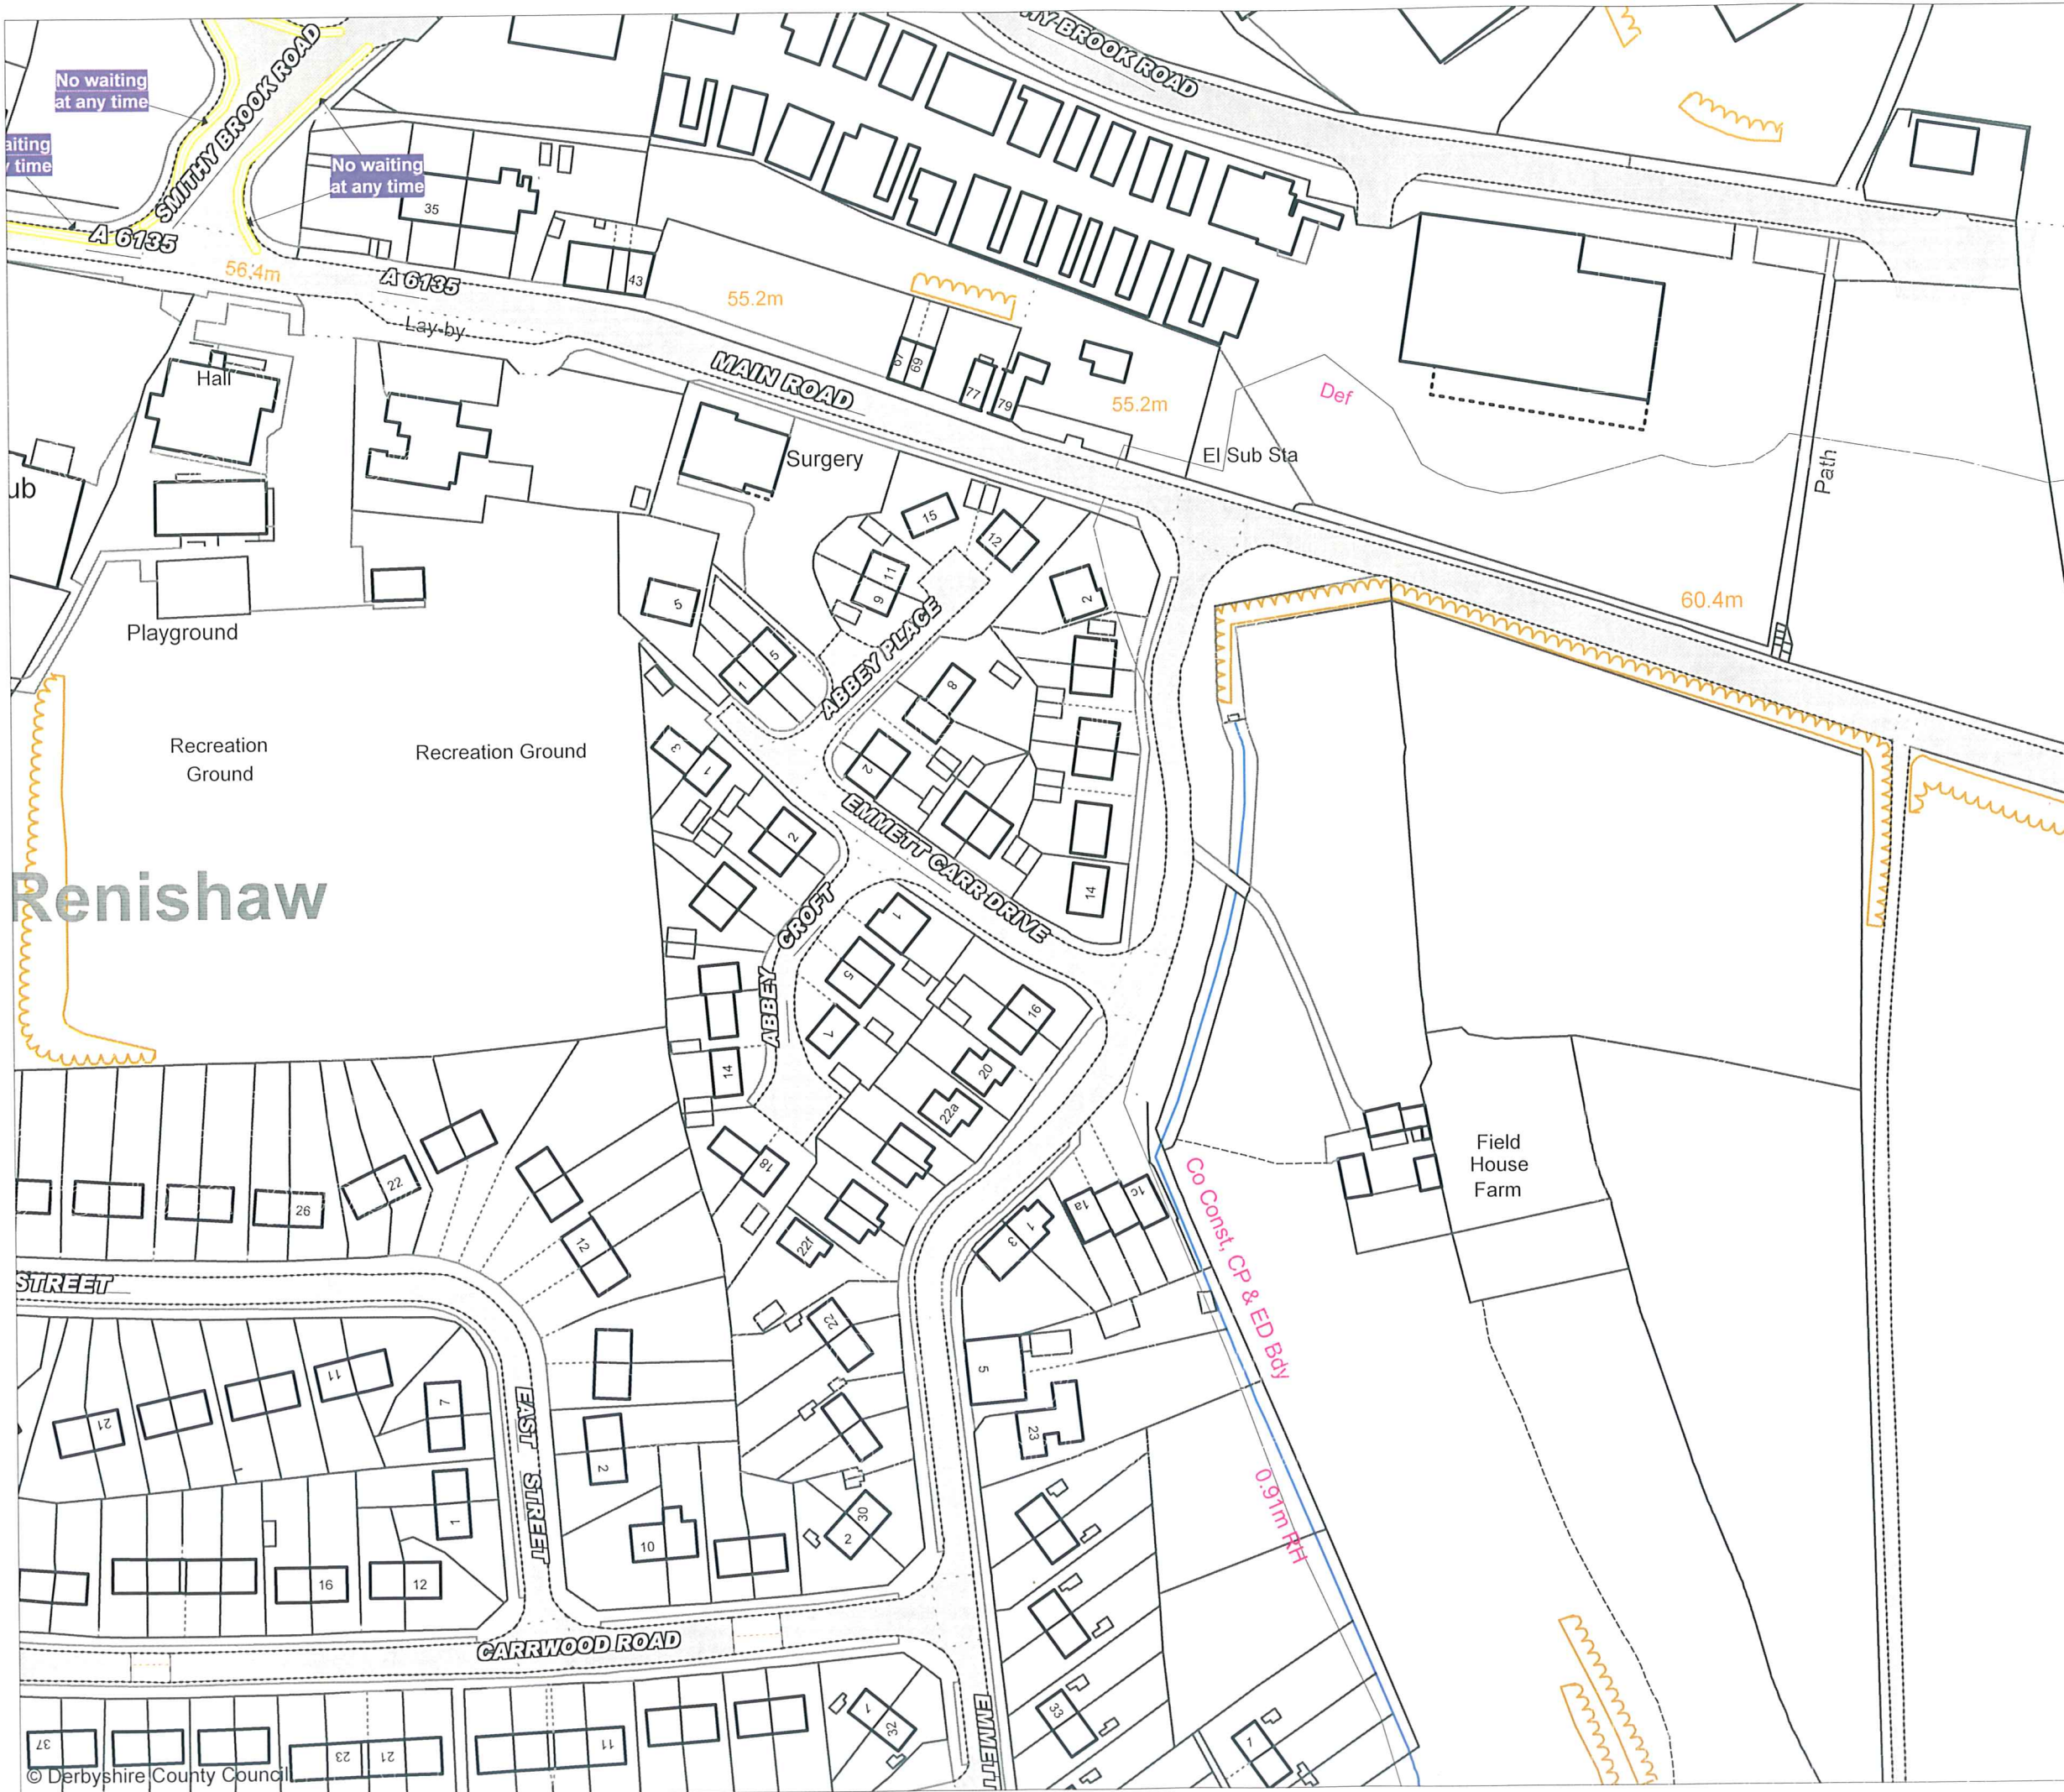 SMITHY BROOK ROAD
No waiting
at any time
aiting
time
No waiting
at any time
HY-BROOK ROAD
A 6135
A 6135
56.4m
35
43
Lay-by
55.2m
MAIN ROAD
67
69
77
79
55.2m
Def
El Sub Sta
Path
60.4m
Hall
ub
Playground
Surgery
15
12
11
9
5
2
5
1
ABBEY PLACE
8
2
3
1
2
EMMETT CARR DRIVE
14
Recreation
Ground
Recreation Ground
Renishaw
ABBEY CROFT
1
5
7
14
16
20
22a
18
22f
3
1
1a
1c
Field
House
Farm
Co Const, CP & ED Bdy
0.91m RH
26
22
12
STREET
21
11
7
1
EAST STREET
2
10
16
12
22
30
2
5
23
33
CARRWOOD ROAD
EMMETT
37
23
21
11
7
32
1
© Derbyshire County Council